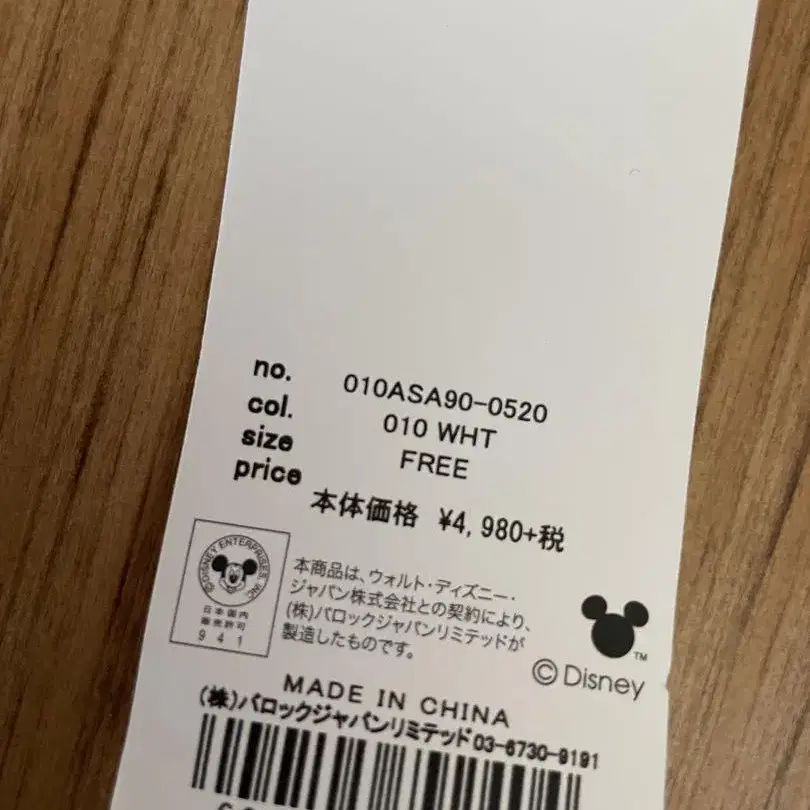 no. 010ASA90-0520
col. 010 WHT
size FREE
price 本体価格 ¥4,980+税
©DISNEY ENTERPRISES, INC.
日本国内
販売許可
941
本商品は、ウォルト・ディズニー・
ジャパン株式会社との契約により、
(株)バロックジャパンリミテッドが
製造したものです。
TM
©Disney
MADE IN CHINA
(株)バロックジャパンリミテッド03-6730-9191